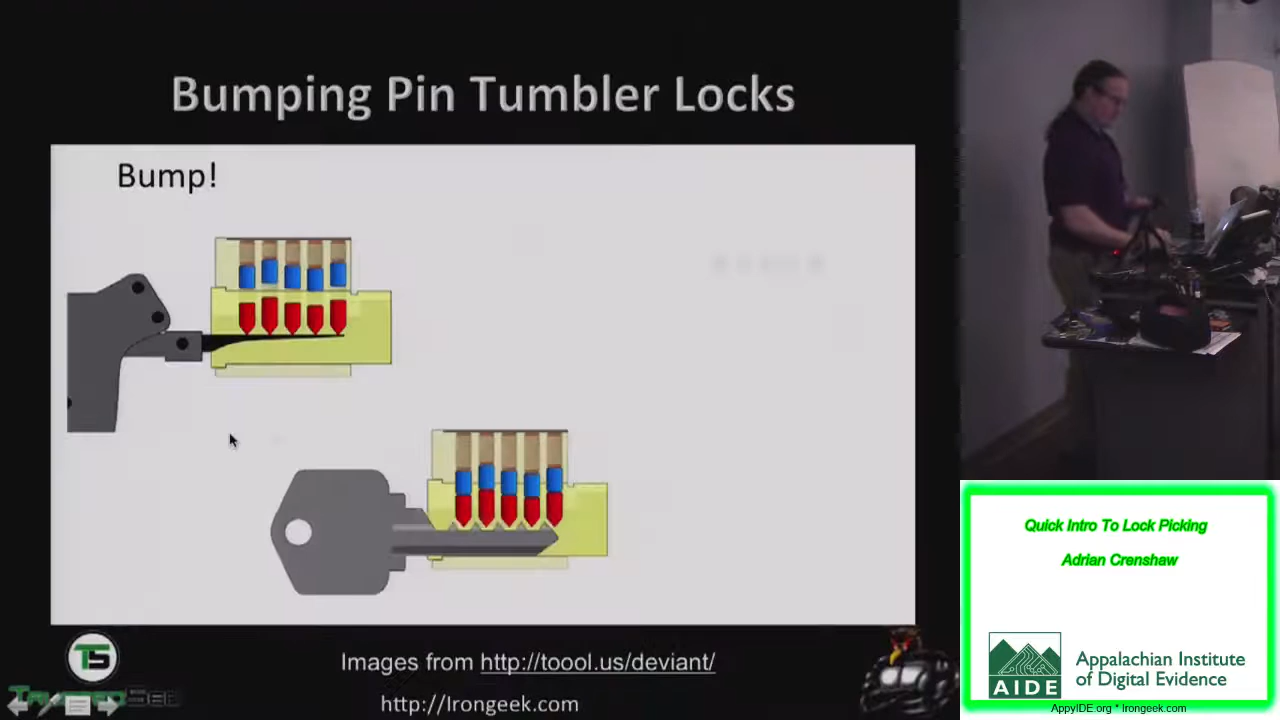 Bumping Pin Tumbler Locks
Bump!
Images from http://toool.us/deviant/
http://Irongeek.com
TS
Quick Intro To Lock Picking
Adrian Crenshaw
AIDE
Appalachian Institute
of Digital Evidence
AppyIDE.org * Irongeek.com